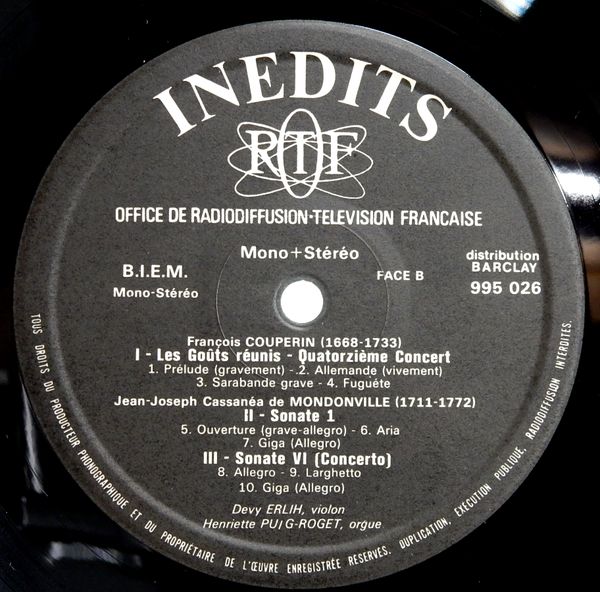 INEDITS
RTF
OFFICE DE RADIODIFFUSION-TELEVISION FRANCAISE
Mono+Stéréo
B.I.E.M.
Mono-Stéréo
FACE B
distribution
BARCLAY
995 026
François COUPERIN (1668-1733)
I - Les Goûts réunis - Quatorzième Concert
1. Prélude (gravement) - .2. Allemande (vivement)
3. Sarabande grave - 4. Fuguéte
Jean-Joseph Cassanéa de MONDONVILLE (1711-1772)
II - Sonate 1
5. Ouverture (grave-allegro) - 6. Aria
7. Giga (Allegro)
III - Sonate VI (Concerto)
8. Allegro - 9. Larghetto
10. Giga (Allegro)
Devy ERLIH, violon
Henriette PUIG-ROGET, orgue
TOUS DROITS DU PRODUCTEUR PHONOGRAPHIQUE ET DU PROPRIÉTAIRE DE L'ŒUVRE ENREGISTRÉE RÉSERVÉS. DUPLICATION, EXÉCUTION PUBLIQUE, RADIODIFFUSION INTERDITES.